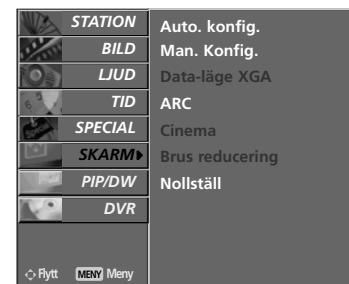 STATION
BILD
LJUD
TID
SPECIAL
SKARM
PIP/DW
DVR
Flytt MENY Meny
Auto. konfig.
Man. Konfig.
Data-läge XGA
ARC
Cinema
Brus reducering
Nollställ